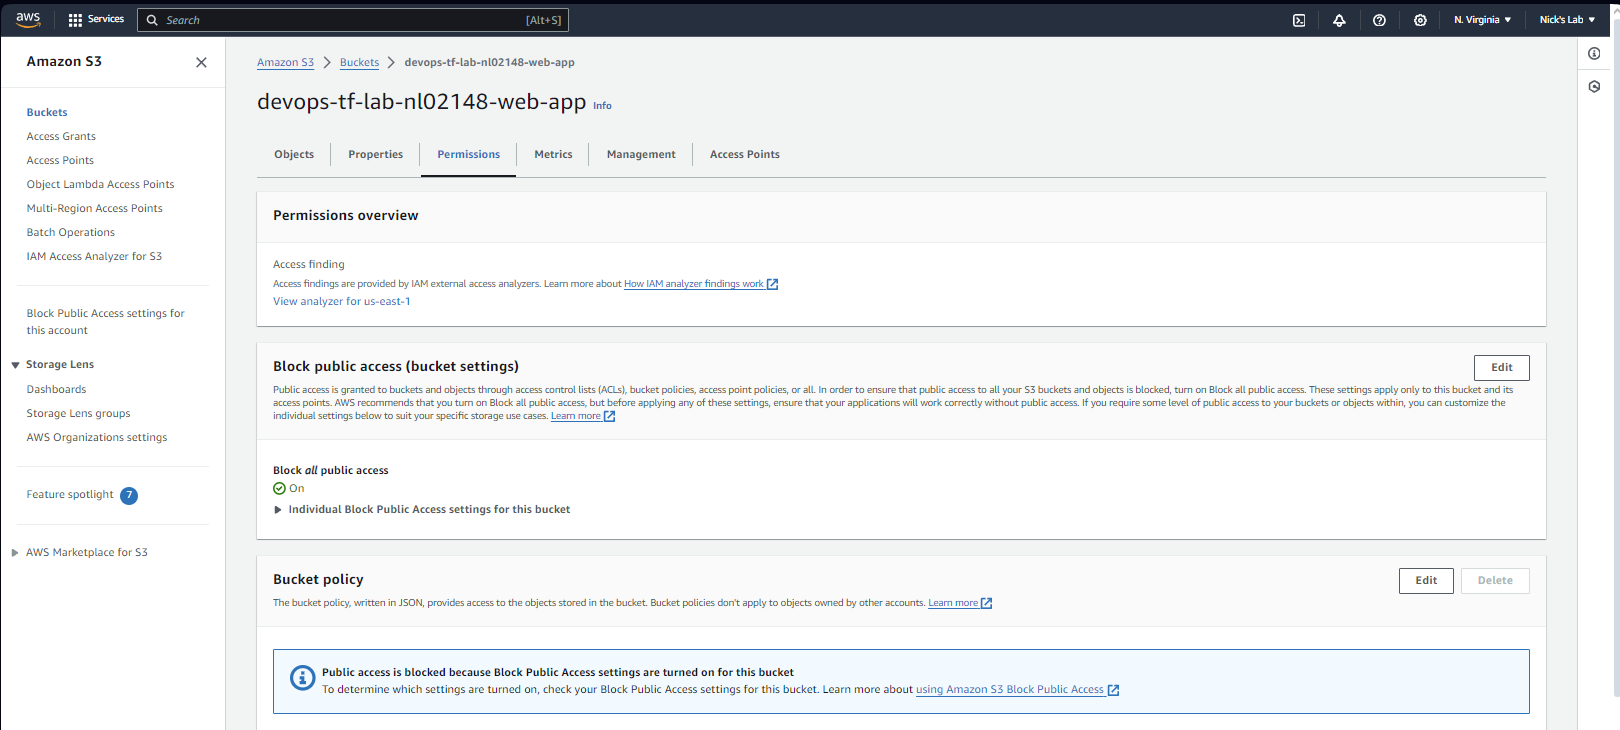 aws
Services
Search
[Alt+S]
N. Virginia
Nick's Lab
Amazon S3
Buckets
Access Grants
Access Points
Object Lambda Access Points
Multi-Region Access Points
Batch Operations
IAM Access Analyzer for S3
Block Public Access settings for
this account
Storage Lens
Dashboards
Storage Lens groups
AWS Organizations settings
Feature spotlight 7
AWS Marketplace for S3
Amazon S3 > Buckets > devops-tf-lab-nl02148-web-app
devops-tf-lab-nl02148-web-app Info
Objects
Properties
Permissions
Metrics
Management
Access Points
Permissions overview
Access finding
Access findings are provided by IAM external access analyzers. Learn more about How IAM analyzer findings work
View analyzer for us-east-1
Block public access (bucket settings)
Edit
Public access is granted to buckets and objects through access control lists (ACLs), bucket policies, access point policies, or all. In order to ensure that public access to all your S3 buckets and objects is blocked, turn on Block all public access. These settings apply only to this bucket and its
access points. AWS recommends that you turn on Block all public access, but before applying any of these settings, ensure that your applications will work correctly without public access. If you require some level of public access to your buckets or objects within, you can customize the
individual settings below to suit your specific storage use cases. Learn more
Block all public access
On
Individual Block Public Access settings for this bucket
Bucket policy
Edit
Delete
The bucket policy, written in JSON, provides access to the objects stored in the bucket. Bucket policies don't apply to objects owned by other accounts. Learn more
Public access is blocked because Block Public Access settings are turned on for this bucket
To determine which settings are turned on, check your Block Public Access settings for this bucket. Learn more about using Amazon S3 Block Public Access